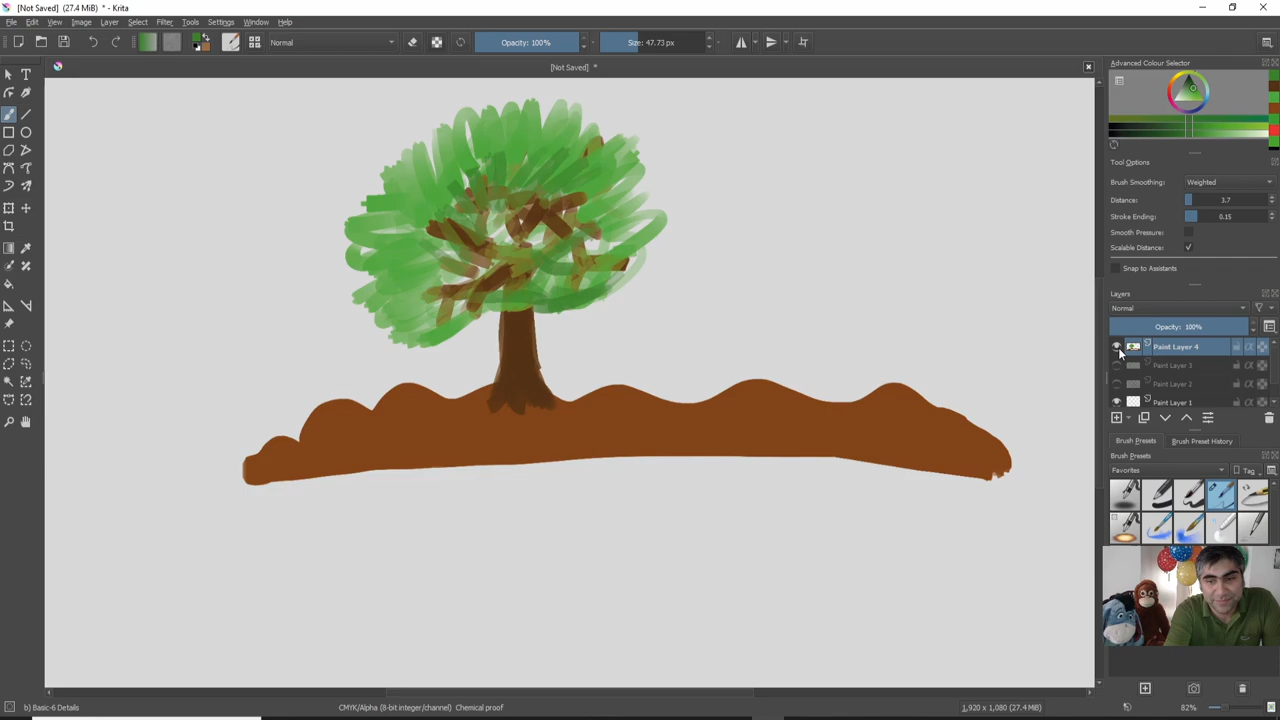 [Not Saved] (27.4 MiB) * - Krita
File Edit View Image Layer Select Filter Tools Settings Window Help
Normal Opacity: 100% Size: 47.73 px
[Not Saved] *
Advanced Colour Selector
Tool Options
Brush Smoothing: Weighted
Distance: 3.7
Stroke Ending: 0.15
Smooth Pressure:
Scalable Distance:
Snap to Assistants
Layers
Normal
Opacity: 100%
Paint Layer 4
Paint Layer 3
Paint Layer 2
Paint Layer 1
Brush Presets Brush Preset History
Brush Presets
Favorites Tag
b) Basic-6 Details CMYK/Alpha (8-bit integer/channel) Chemical proof 1,920 x 1,080 (27.4 MiB) 82%